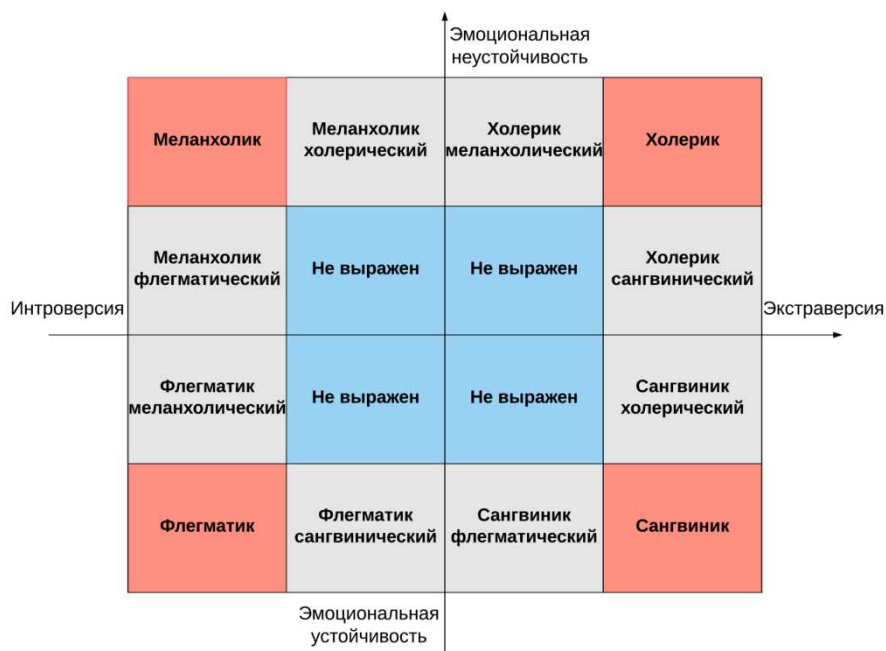 Эмоциональная
неустойчивость
Меланхолик
Меланхолик
холерический
Холерик
меланхолический
Холерик
Меланхолик
флегматический
Не выражен
Не выражен
Холерик
сангвинический
Интроверсия
Экстраверсия
Флегматик
меланхолический
Не выражен
Не выражен
Сангвиник
холерический
Флегматик
Флегматик
сангвинический
Сангвиник
флегматический
Сангвиник
Эмоциональная
устойчивость